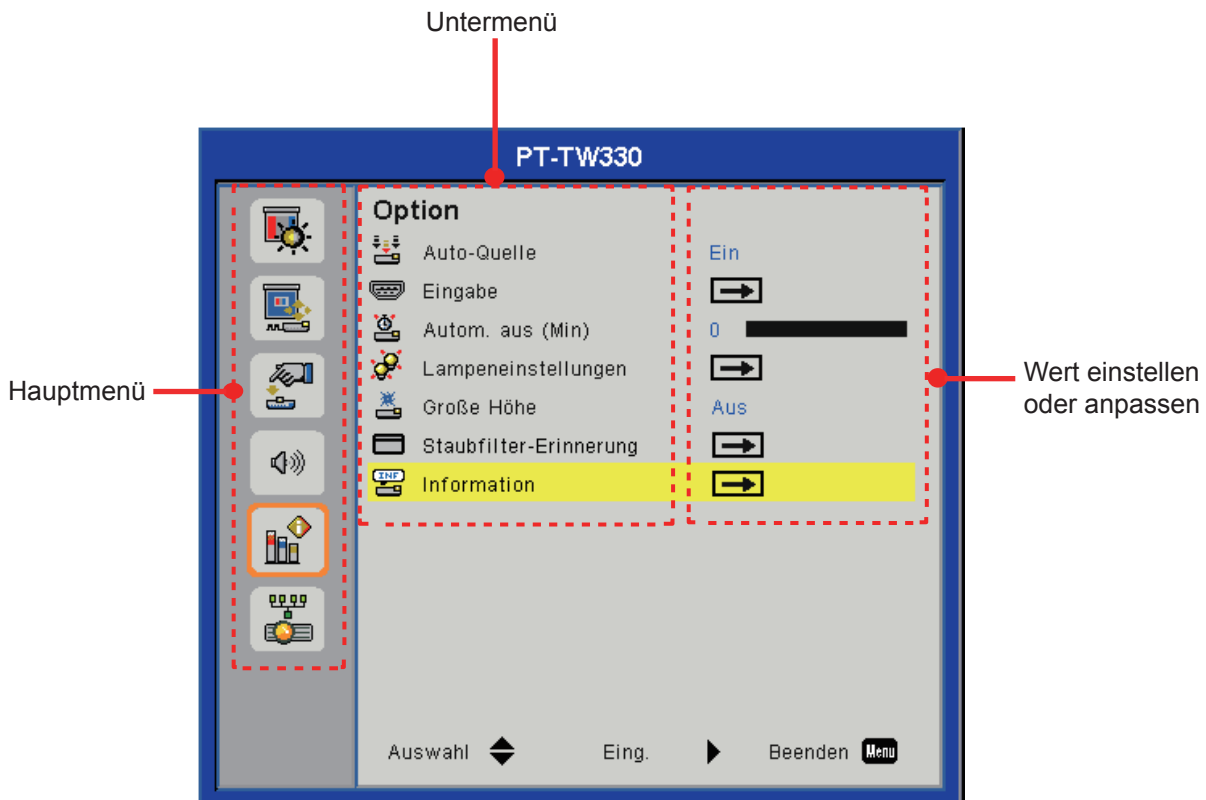 Untermenü
PT-TW330
Option
Auto-Quelle Ein
Eingabe
Autom. aus (Min) 0
Lampeneinstellungen
Große Höhe Aus
Staubfilter-Erinnerung
INF Information
Hauptmenü
Wert einstellen
oder anpassen
Auswahl Eing. Beenden Menu